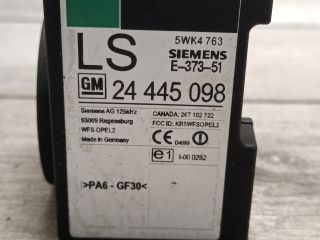 LS
5WK4 763
SIEMENS
E-373-51
GM 24 445 098
Siemens AG 125kHz
93009 Regensburg
WFS OPEL2
Made in Germany
CANADA: 267 102 722
FCC ID: KR5WFSOPEL2
CE 0499
e1 I-00 0252
>PA6 - GF30<